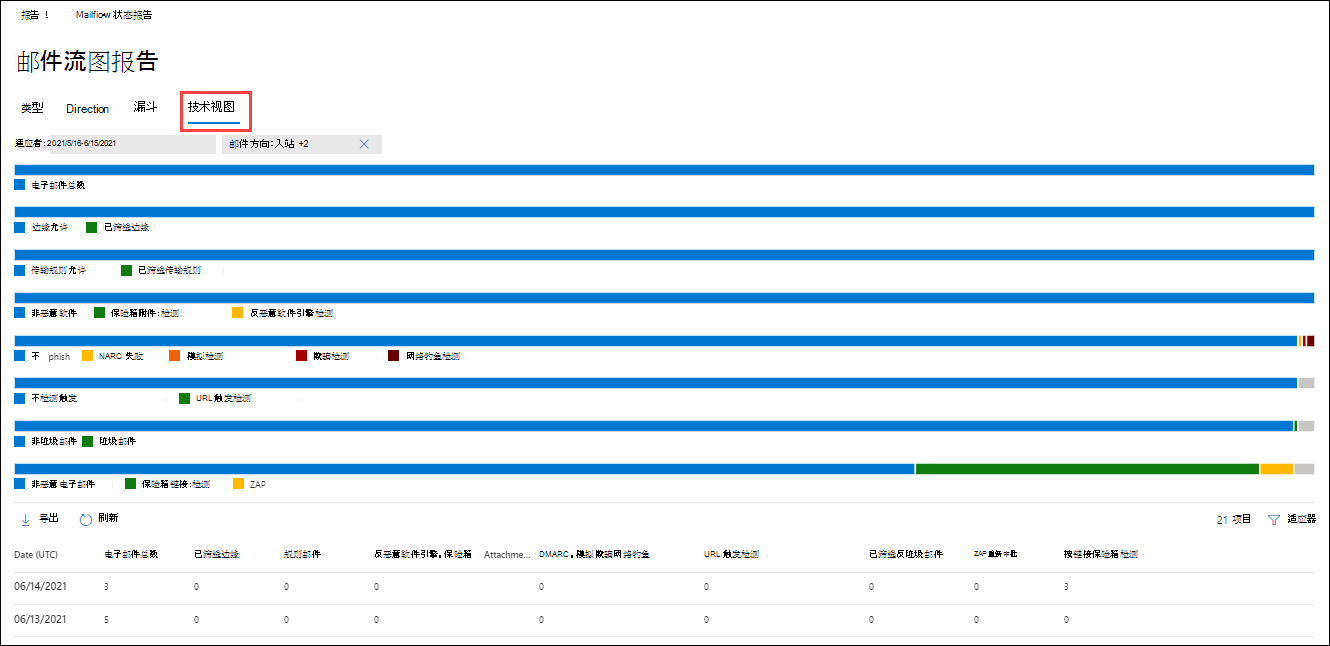 报告 ! Mailflow 状态报告
邮件流图报告
类型 Direction 漏斗 技术视图
适应者:2021/5/16-6/15/2021 邮件方向:入站 +2
电子邮件总数
边缘允许 已筛选边缘
传输规则允许 已筛选传输规则
非恶意软件 保险箱附件:检测 反恶意软件引擎检测
不 phish NARC 失败 模拟检测 欺骗检测 网络钓鱼检测
不检测触发 URL 触发检测
非垃圾邮件 垃圾邮件
非恶意电子邮件 保险箱链接:检测 ZAP
导出 刷新 21 项目 适应器
Date (UTC) 电子邮件总数 已筛选边缘 规则邮件 反恶意软件引擎。保险箱 Attachme... DMARC。模拟欺骗网络钓鱼 URL 触发检测 已筛选反垃圾邮件 ZAP 重新审批 按链接保险箱检测
06/14/2021 3 0 0 0 0 0 0 0 3
06/13/2021 5 0 0 0 0 0 0 0 0